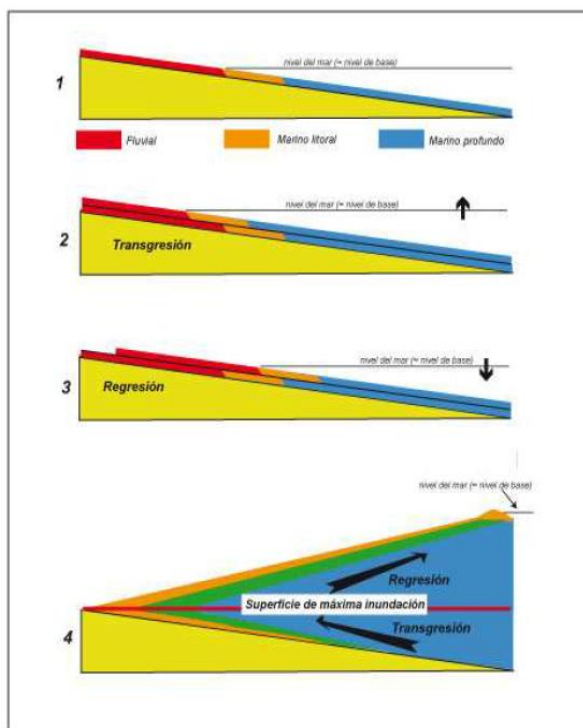 nivel del mar (= nivel de base)
1
Fluvial
Marino litoral
Marino profundo
nivel del mar (= nivel de base)
2
Transgresión
nivel del mar (= nivel de base)
3
Regresión
nivel del mar (= nivel de base)
Regresión
Superficie de máxima inundación
Transgresión
4